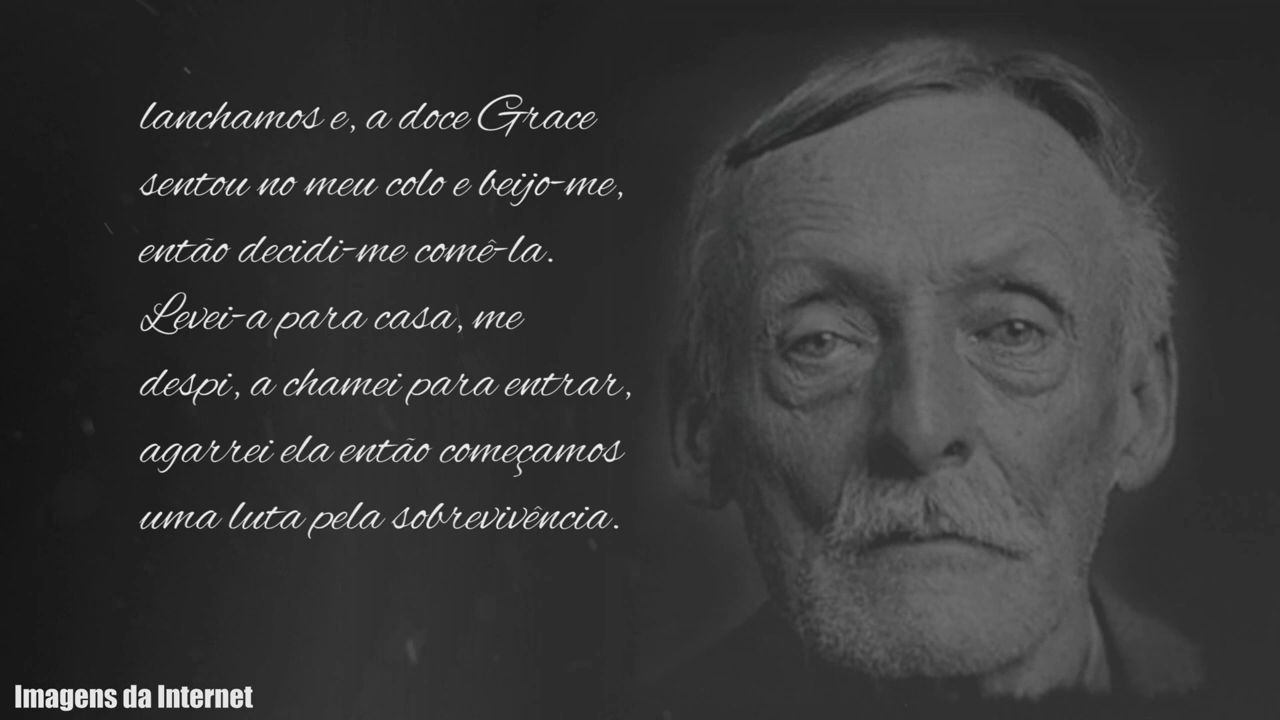 lanchamos e, a doce Grace
sentou no meu colo e beijo-me,
então decidi-me comê-la.
Levei-a para casa, me
despi, a chamei para entrar,
agarrei ela então começamos
uma luta pela sobrevivência.
Imagens da Internet